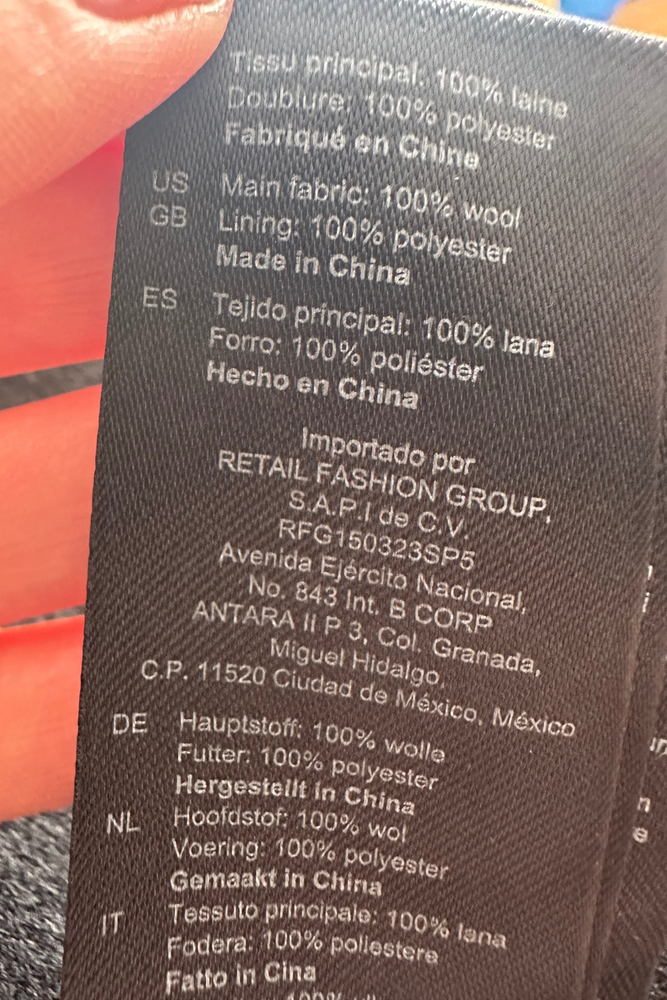 Tissu principal: 100% laine
Doublure: 100% polyester
Fabriqué en Chine
US Main fabric: 100% wool
GB Lining: 100% polyester
Made in China
ES Tejido principal: 100% lana
Forro: 100% poliéster
Hecho en China
Importado por
RETAIL FASHION GROUP,
S.A.P.I de C.V.
RFG150323SP5
Avenida Ejército Nacional,
No. 843 Int. B CORP
ANTARA II P 3, Col. Granada,
Miguel Hidalgo,
C.P. 11520 Ciudad de México, México
DE Hauptstoff: 100% wolle
Futter: 100% polyester
Hergestellt in China
NL Hoofdstof: 100% wol
Voering: 100% polyester
Gemaakt in China
IT Tessuto principale: 100% lana
Fodera: 100% poliestere
Fatto in Cina